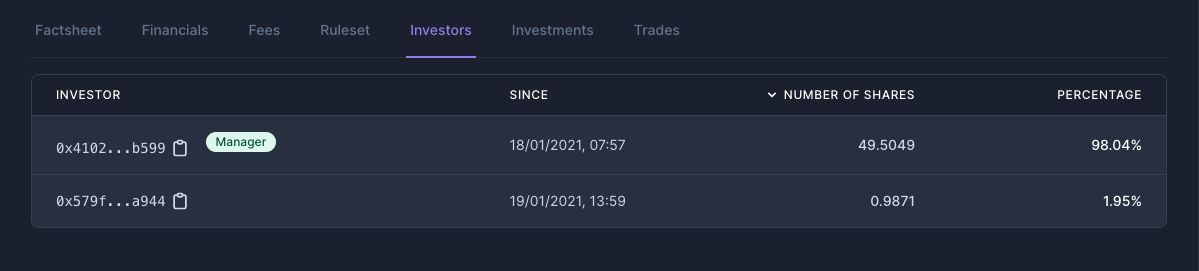 Factsheet Financials Fees Ruleset Investors Investments Trades
INVESTOR SINCE NUMBER OF SHARES PERCENTAGE
0x4102...b599 Manager 18/01/2021, 07:57 49.5049 98.04%
0x579f...a944 19/01/2021, 13:59 0.9871 1.95%